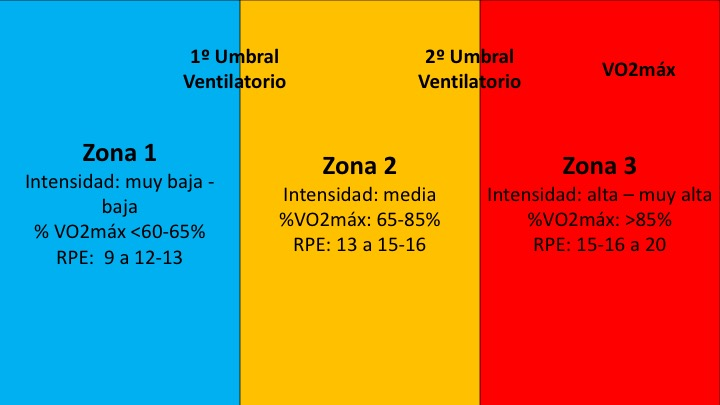 1º Umbral
Ventilatorio
2º Umbral
Ventilatorio
VO2máx
Zona 1
Intensidad: muy baja -
baja
% VO2máx <60-65%
RPE:  9 a 12-13
Zona 2
Intensidad: media
%VO2máx: 65-85%
RPE: 13 a 15-16
Zona 3
Intensidad: alta – muy alta
%VO2máx: >85%
RPE: 15-16 a 20